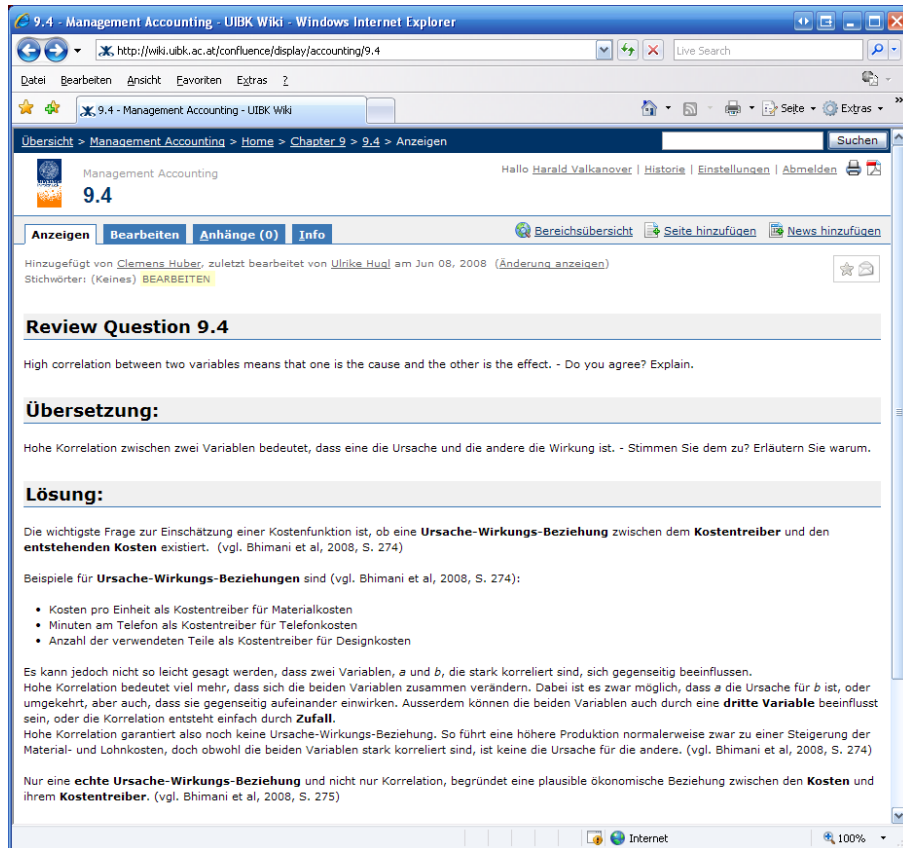 9.4 - Management Accounting - UIBK Wiki - Windows Internet Explorer
http://wiki.uibk.ac.at/confluence/display/accounting/9.4
Live Search
Datei Bearbeiten Ansicht Favoriten Extras ?
9.4 - Management Accounting - UIBK Wiki
Seite Extras
Übersicht > Management Accounting > Home > Chapter 9 > 9.4 > Anzeigen
Suchen
Management Accounting
Hallo Harald Valkanover | Historie | Einstellungen | Abmelden
9.4
Anzeigen Bearbeiten Anhänge (0) Info
Bereichsübersicht Seite hinzufügen News hinzufügen
Hinzugefügt von Clemens Huber, zuletzt bearbeitet von Ulrike Hugl am Jun 08, 2008 (Änderung anzeigen)
Stichwörter: (Keines) BEARBEITEN
Review Question 9.4
High correlation between two variables means that one is the cause and the other is the effect. - Do you agree? Explain.
Übersetzung:
Hohe Korrelation zwischen zwei Variablen bedeutet, dass eine die Ursache und die andere die Wirkung ist. - Stimmen Sie dem zu? Erläutern Sie warum.
Lösung:
Die wichtigste Frage zur Einschätzung einer Kostenfunktion ist, ob eine Ursache-Wirkungs-Beziehung zwischen dem Kostentreiber und den
entstehenden Kosten existiert. (vgl. Bhimani et al, 2008, S. 274)
Beispiele für Ursache-Wirkungs-Beziehungen sind (vgl. Bhimani et al, 2008, S. 274):
• Kosten pro Einheit als Kostentreiber für Materialkosten
• Minuten am Telefon als Kostentreiber für Telefonkosten
• Anzahl der verwendeten Teile als Kostentreiber für Designkosten
Es kann jedoch nicht so leicht gesagt werden, dass zwei Variablen, a und b, die stark korreliert sind, sich gegenseitig beeinflussen.
Hohe Korrelation bedeutet viel mehr, dass sich die beiden Variablen zusammen verändern. Dabei ist es zwar möglich, dass a die Ursache für b ist, oder
umgekehrt, aber auch, dass sie gegenseitig aufeinander einwirken. Ausserdem können die beiden Variablen auch durch eine dritte Variable beeinflusst
sein, oder die Korrelation entsteht einfach durch Zufall.
Hohe Korrelation garantiert also noch keine Ursache-Wirkungs-Beziehung. So führt eine höhere Produktion normalerweise zwar zu einer Steigerung der
Material- und Lohnkosten, doch obwohl die beiden Variablen stark korreliert sind, ist keine die Ursache für die andere. (vgl. Bhimani et al, 2008, S. 274)
Nur eine echte Ursache-Wirkungs-Beziehung und nicht nur Korrelation, begründet eine plausible ökonomische Beziehung zwischen den Kosten und
ihrem Kostentreiber. (vgl. Bhimani et al, 2008, S. 275)
Internet
100%